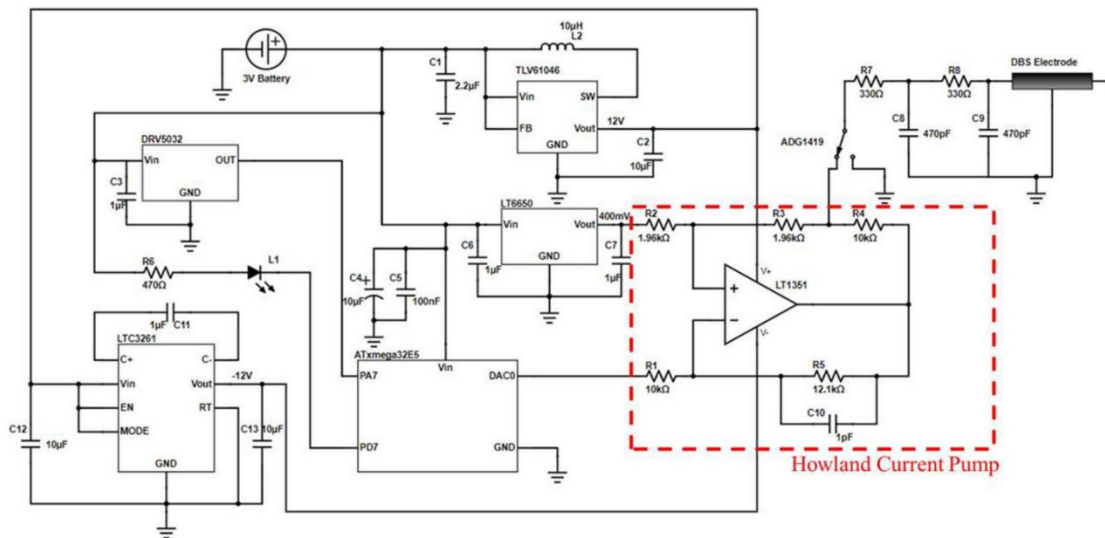 10μH
L2
3V Battery
C1
2.2μF
TLV61046
Vin
SW
FB
Vout
12V
GND
C2
10μF
R7
330Ω
R8
330Ω
DBS Electrode
C8
470pF
C9
470pF
ADG1419
DRV5032
Vin
OUT
GND
C3
1μF
LT6650
Vin
Vout
400mV
GND
C6
1μF
C7
1μF
R2
1.96kΩ
R3
1.96kΩ
R4
10kΩ
V+
LT1351
V-
+
−
R6
470Ω
L1
C4
+
10μF
C5
100nF
1μF
C11
LTC3261
C+
C-
Vin
Vout
-12V
EN
RT
MODE
GND
C12
10μF
C13
10μF
ATxmega32E5
Vin
PA7
DAC0
PD7
GND
R1
10kΩ
R5
12.1kΩ
C10
1pF
Howland Current Pump